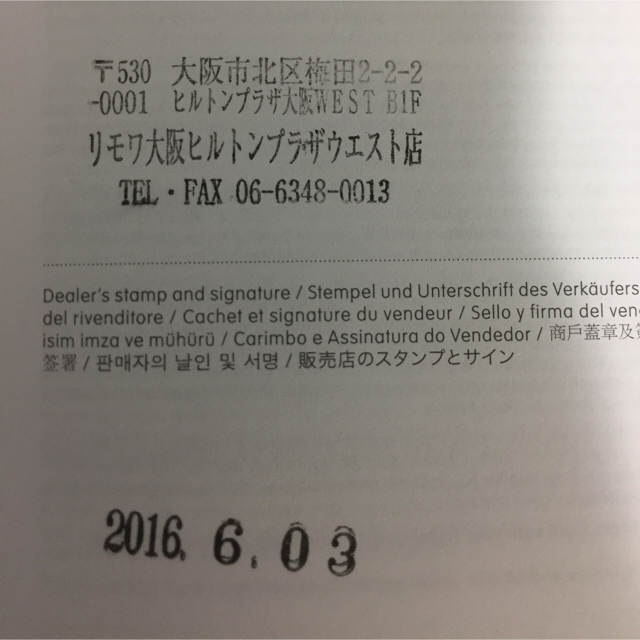 〒530 大阪市北区梅田2-2-2
-0001 ヒルトンプラザ大阪WEST B1F
リモワ大阪ヒルトンプラザウエスト店
TEL・FAX 06-6348-0013
Dealer's stamp and signature / Stempel und Unterschrift des Verkäufers
del rivenditore / Cachet et signature du vendeur / Sello y firma del
isim imza ve mühürü / Carimbo e Assinatura do Vendedor / 商戶蓋章及
签署 / 판매자의 날인 및 서명 / 販売店のスタンプとサイン
2016. 6. 03